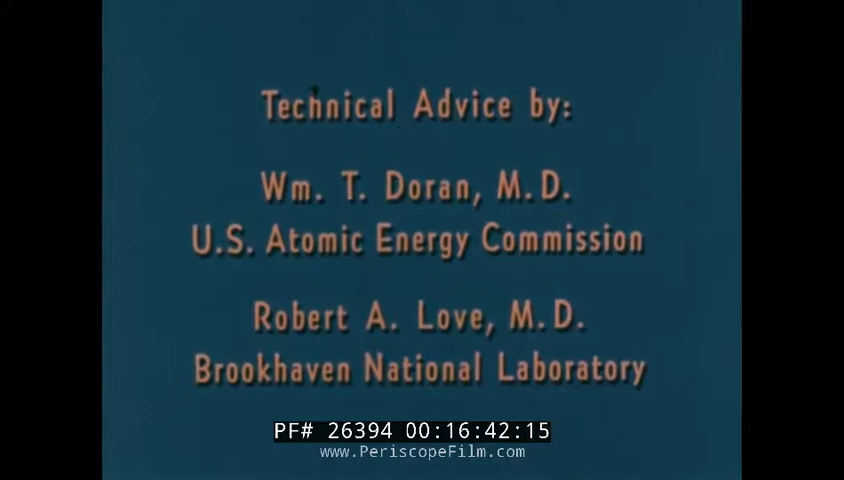 Technical Advice by:
Wm. T. Doran, M.D.
U.S. Atomic Energy Commission
Robert A. Love, M.D.
Brookhaven National Laboratory
PF# 26394 00:16:42:15
www.PeriscopeFilm.com